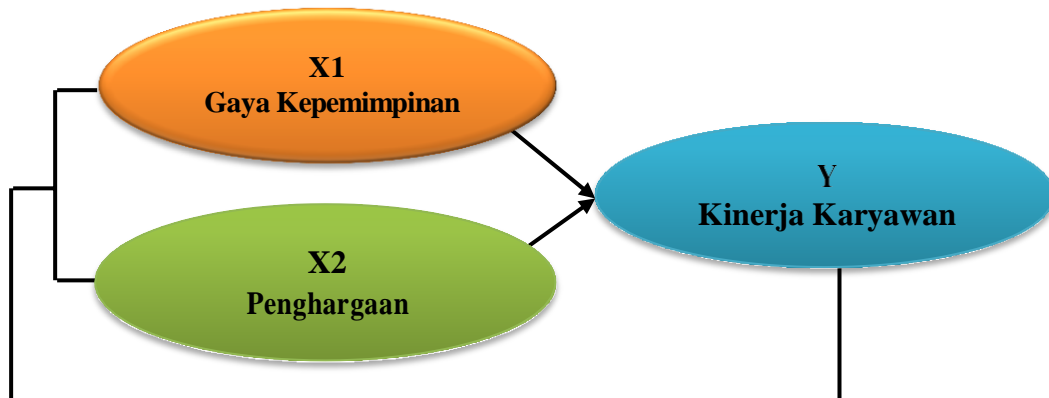 X1
Gaya Kepemimpinan
X2
Penghargaan
Y
Kinerja Karyawan